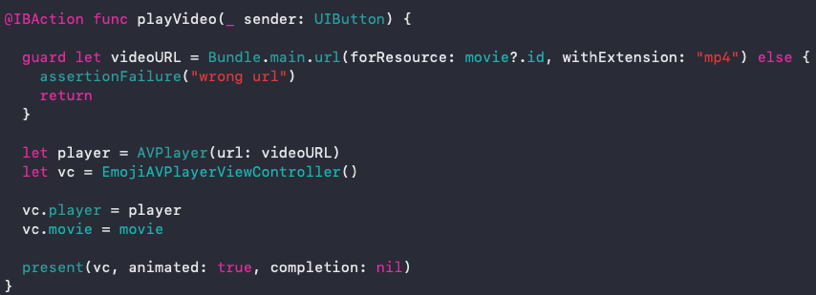 @IBAction func playVideo(_ sender: UIButton) {
guard let videoURL = Bundle.main.url(forResource: movie?.id, withExtension: "mp4") else {
assertionFailure("wrong url")
return
}
let player = AVPlayer(url: videoURL)
let vc = EmojiAVPlayerViewController()
vc.player = player
vc.movie = movie
present(vc, animated: true, completion: nil)
}